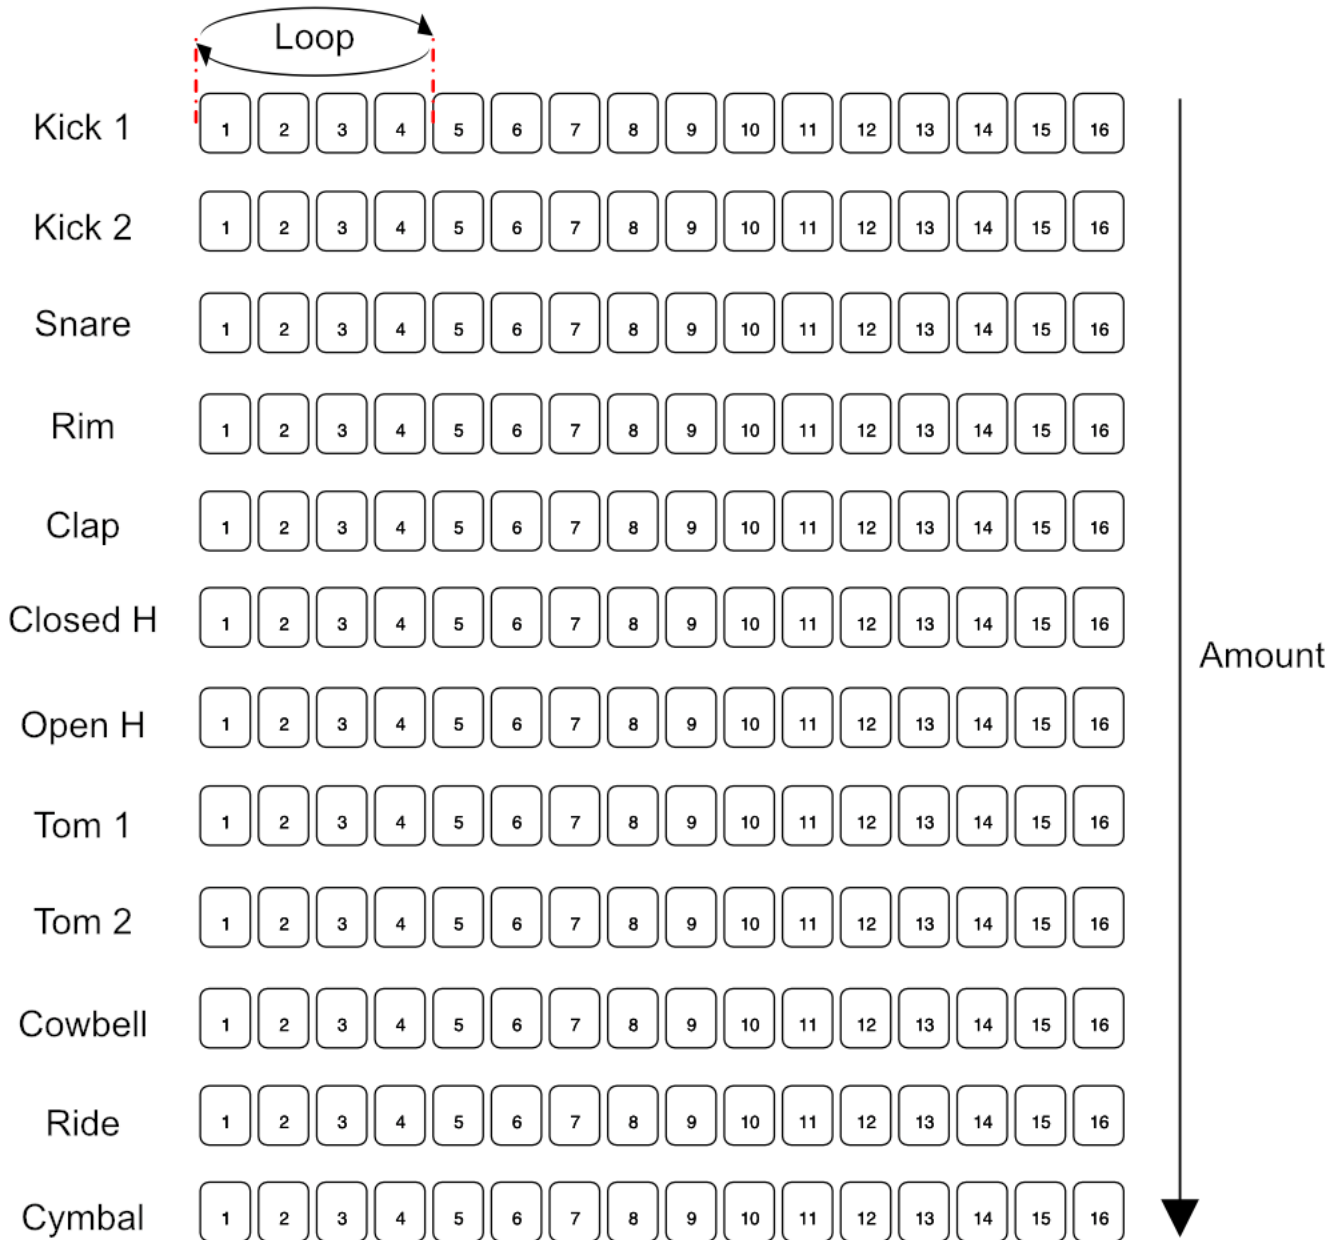 Loop
Kick 1 1 2 3 4 5 6 7 8 9 10 11 12 13 14 15 16
Kick 2 1 2 3 4 5 6 7 8 9 10 11 12 13 14 15 16
Snare 1 2 3 4 5 6 7 8 9 10 11 12 13 14 15 16
Rim 1 2 3 4 5 6 7 8 9 10 11 12 13 14 15 16
Clap 1 2 3 4 5 6 7 8 9 10 11 12 13 14 15 16
Closed H 1 2 3 4 5 6 7 8 9 10 11 12 13 14 15 16
Amount
Open H 1 2 3 4 5 6 7 8 9 10 11 12 13 14 15 16
Tom 1 1 2 3 4 5 6 7 8 9 10 11 12 13 14 15 16
Tom 2 1 2 3 4 5 6 7 8 9 10 11 12 13 14 15 16
Cowbell 1 2 3 4 5 6 7 8 9 10 11 12 13 14 15 16
Ride 1 2 3 4 5 6 7 8 9 10 11 12 13 14 15 16
Cymbal 1 2 3 4 5 6 7 8 9 10 11 12 13 14 15 16